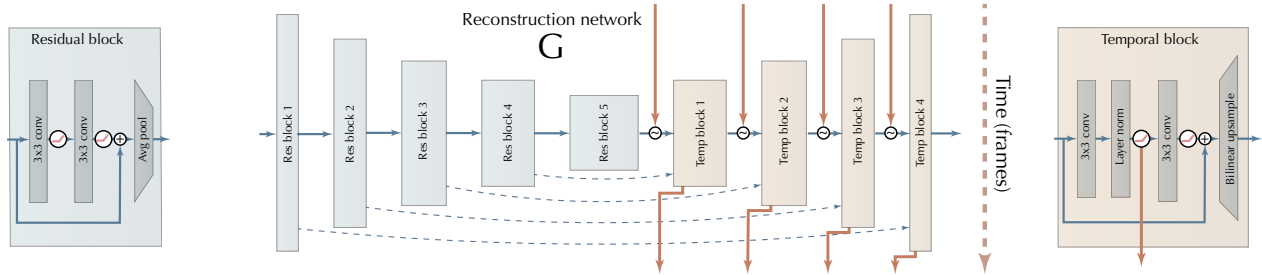 Residual block
3x3 conv
3x3 conv
+
Avg pool
Reconstruction network
G
Res block 1
Res block 2
Res block 3
Res block 4
Res block 5
~
Temp block 1
~
Temp block 2
~
Temp block 3
~
Temp block 4
Time (frames)
Temporal block
3x3 conv
Layer norm
3x3 conv
+
Bilinear upsample